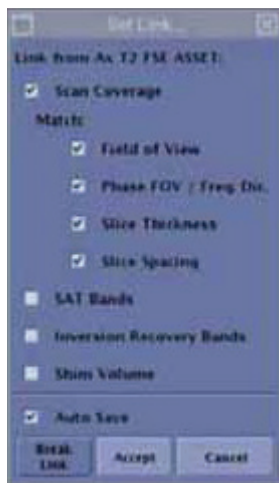 Set Link...
Link from Ax T2 FSE ASSET:
Scan Coverage
Match:
Field of View
Phase FOV / Freq. Dir.
Slice Thickness
Slice Spacing
SAT Bands
Inversion Recovery Bands
Shim Volume
Auto Save
Break Link
Accept
Cancel